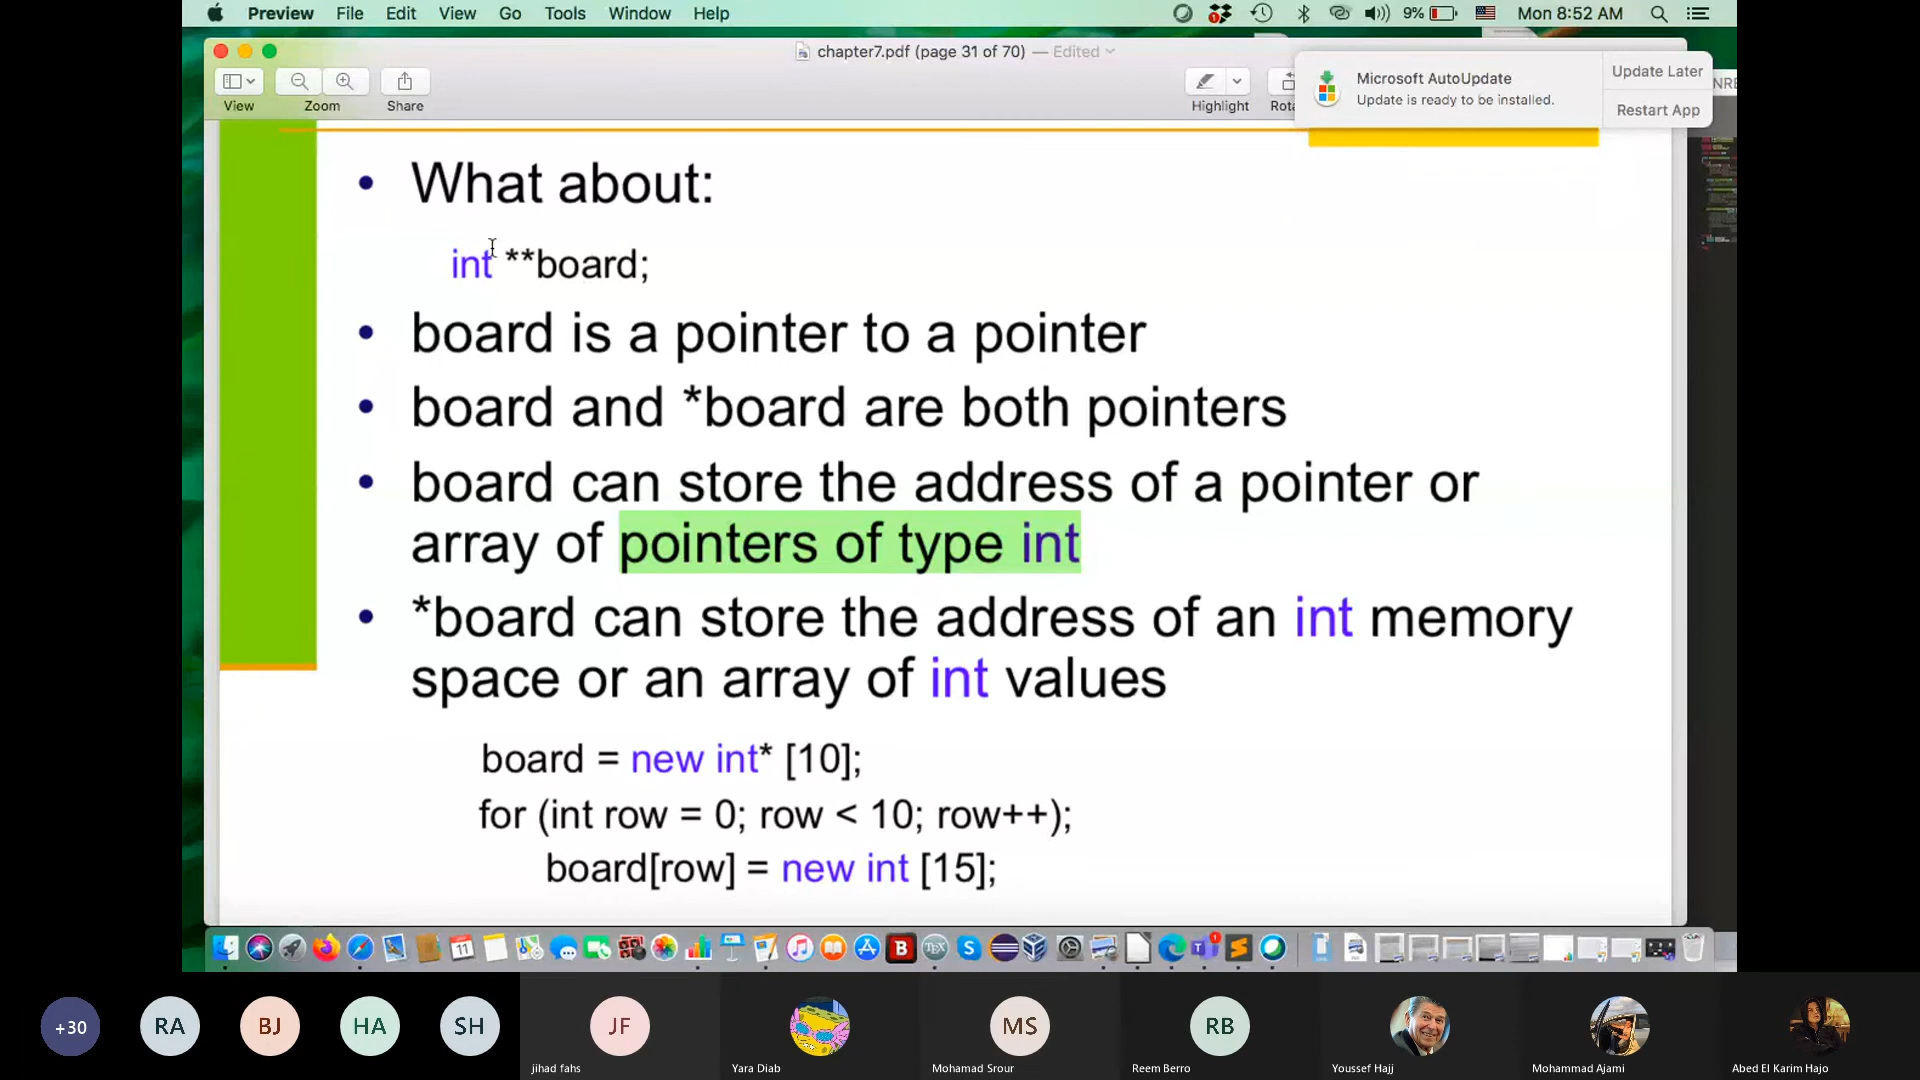 Preview File Edit View Go Tools Window Help
9% Mon 8:52 AM
chapter7.pdf (page 31 of 70) — Edited
View Zoom Share Highlight
Microsoft AutoUpdate
Update is ready to be installed.
Update Later
Restart App
• What about:
int **board;
• board is a pointer to a pointer
• board and *board are both pointers
• board can store the address of a pointer or
array of pointers of type int
• *board can store the address of an int memory
space or an array of int values
board = new int* [10];
for (int row = 0; row < 10; row++);
board[row] = new int [15];
+30 RA BJ HA SH JF MS RB
jihad fahs Yara Diab Mohamad Srour Reem Berro Youssef Hajj Mohammad Ajami Abed El Karim Hajo